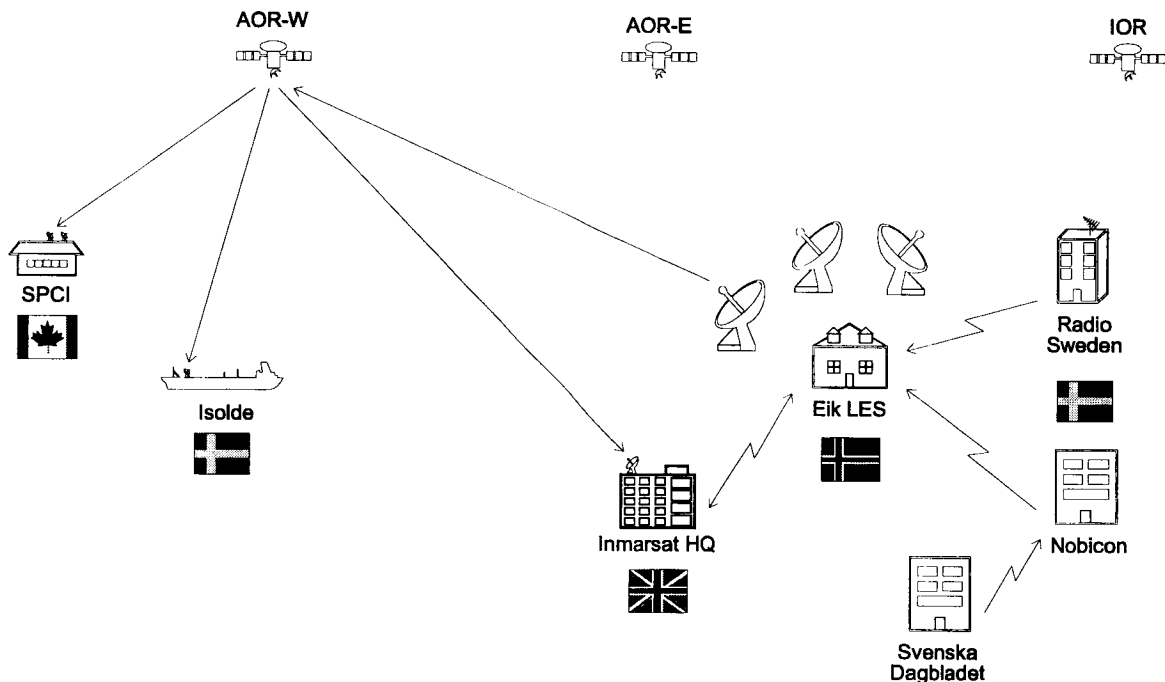 AOR-W
AOR-E
IOR
SPCI
Isolde
Inmarsat HQ
Eik LES
Radio
Sweden
Nobicon
Svenska
Dagbladet